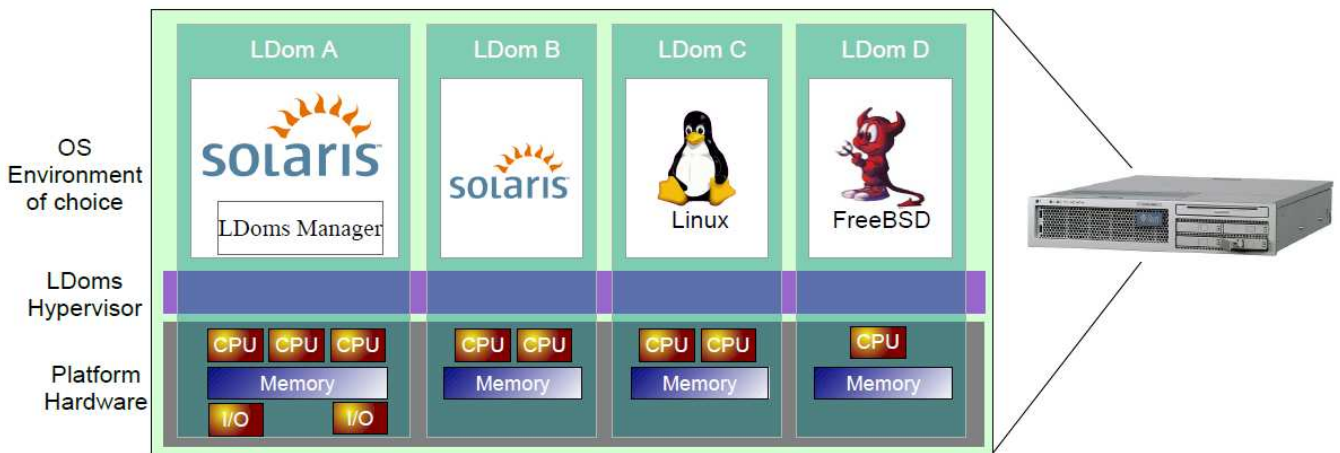 LDom A
LDom B
LDom C
LDom D
OS
Environment
of choice
solaris
LDoms Manager
solaris
Linux
FreeBSD
LDoms
Hypervisor
CPU CPU CPU
CPU CPU
CPU CPU
CPU
Platform
Hardware
Memory
Memory
Memory
Memory
I/O
I/O